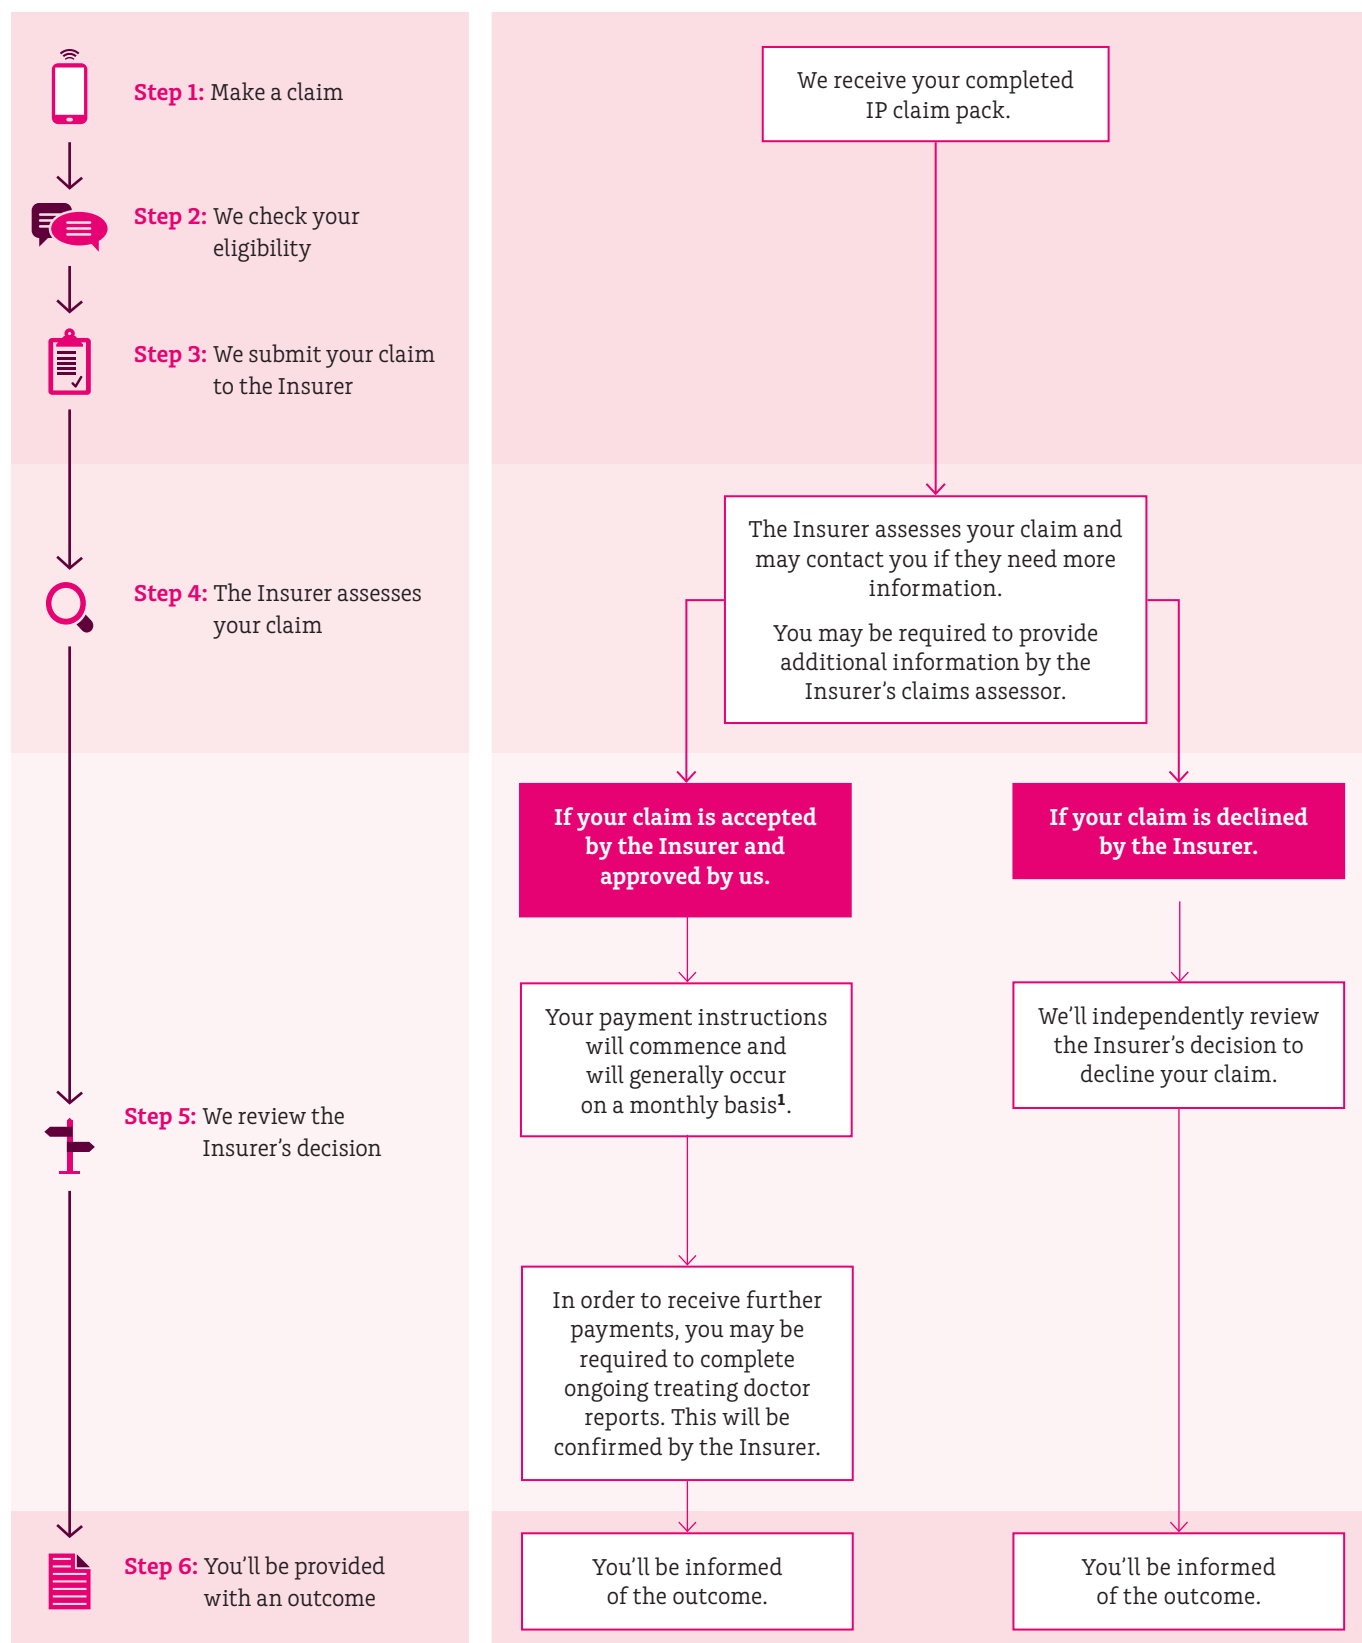 Step 1: Make a claim
Step 2: We check your
eligibility
Step 3: We submit your claim
to the Insurer
Step 4: The Insurer assesses
your claim
Step 5: We review the
Insurer’s decision
Step 6: You’ll be provided
with an outcome
We receive your completed
IP claim pack.
The Insurer assesses your claim and
may contact you if they need more
information.
You may be required to provide
additional information by the
Insurer’s claims assessor.
If your claim is accepted
by the Insurer and
approved by us.
Your payment instructions
will commence and
will generally occur
on a monthly basis¹.
In order to receive further
payments, you may be
required to complete
ongoing treating doctor
reports. This will be
confirmed by the Insurer.
You’ll be informed
of the outcome.
If your claim is declined
by the Insurer.
We’ll independently review
the Insurer’s decision to
decline your claim.
You’ll be informed
of the outcome.